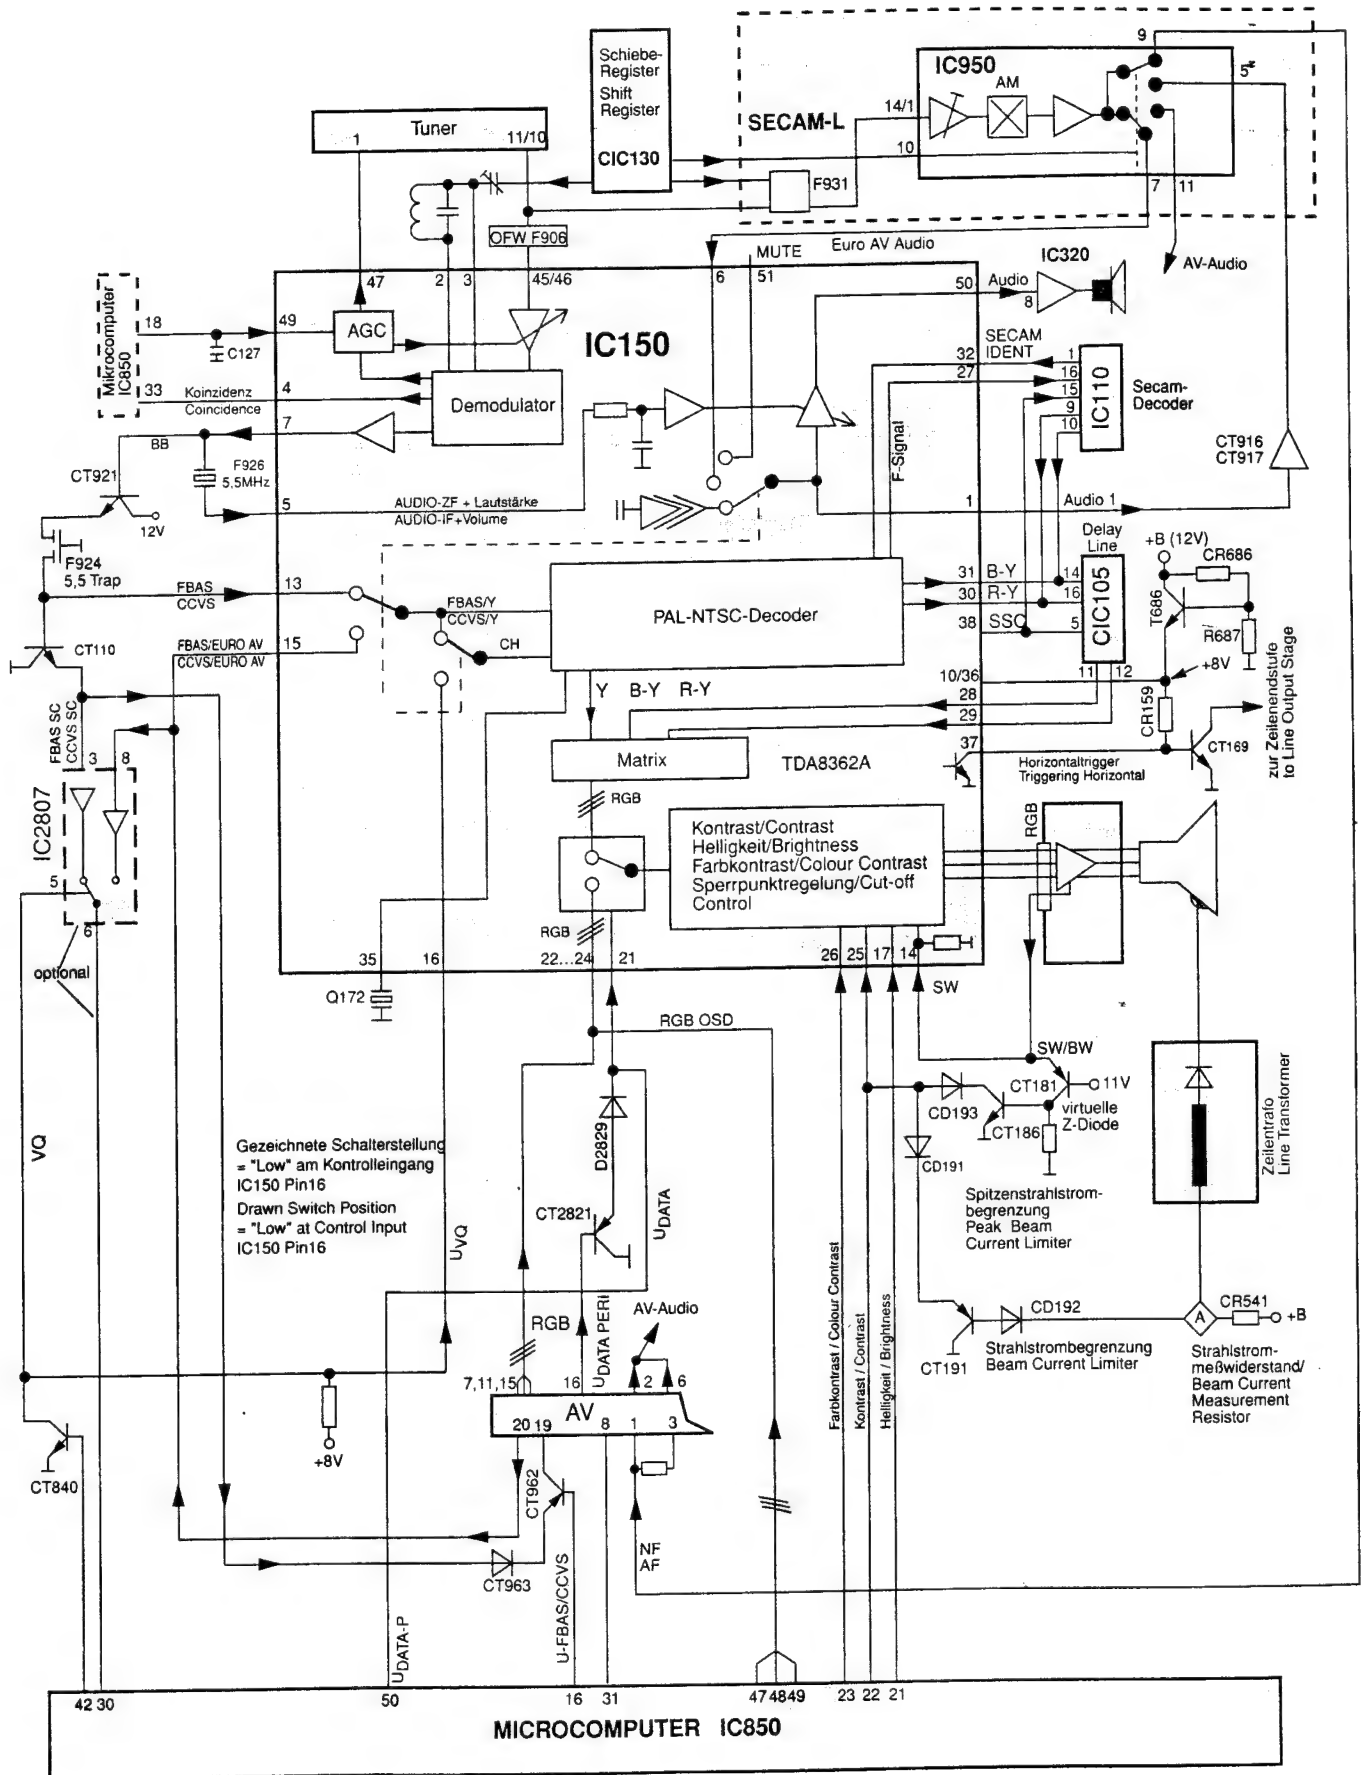 Schiebe-
Register
Shift
Register
CIC130
Tuner
1
11/10
SECAM-L
IC950
AM
14/1
10
9
5
7
11
F931
OFW F906
Euro AV Audio
MUTE
AV-Audio
IC320
Mikrocomputer
IC850
18
C127
49
33
Koinzidenz
Coincidence
4
47
2
3
45/46
6
51
50
Audio
8
AGC
IC150
Demodulator
7
BB
CT921
12V
F926
5,5MHz
5
AUDIO-ZF + Lautstärke
AUDIO-IF+Volume
F924
5,5 Trap
32
27
SECAM
IDENT
1
16
15
9
10
IC110
Secam-
Decoder
CT916
CT917
F-Signal
1
Audio 1
Delay
Line
+B (12V)
CR686
T686
R687
+8V
FBAS
CCVS
13
FBAS/EURO AV
CCVS/EURO AV
15
CT110
FBAS/Y
CCVS/Y
CH
PAL-NTSC-Decoder
31
B-Y
14
30
R-Y
16
38
SSC
5
CIC105
11
12
10/36
28
29
37
CR159
CT169
zur Zeilenendstufe
to Line Output Stage
Horizontaltrigger
Triggering Horizontal
FBAS SC
CCVS SC
3
8
IC2807
5
6
optional
Y
B-Y
R-Y
Matrix
TDA8362A
RGB
Kontrast/Contrast
Helligkeit/Brightness
Farbkontrast/Colour Contrast
Sperrpunktregelung/Cut-off
Control
RGB
RGB
35
16
22...24
21
26
25
17
14
Q172
SW
RGB OSD
SW/BW
CT181
11V
virtuelle
Z-Diode
CD193
CT186
CD191
Zeilentrafo
Line Transformer
VQ
Gezeichnete Schalterstellung
= "Low" am Kontrolleingang
IC150 Pin16
Drawn Switch Position
= "Low" at Control Input
IC150 Pin16
UVQ
D2829
CT2821
UDATA
Spitzenstrahlstrom-
begrenzung
Peak Beam
Current Limiter
RGB
UDATA PERI
AV-Audio
CD192
CT191
Strahlstrombegrenzung
Beam Current Limiter
A
CR541
+B
Strahlstrom-
meßwiderstand/
Beam Current
Measurement
Resistor
Farbkontrast / Colour Contrast
Kontrast / Contrast
Helligkeit / Brightness
7,11,15
16
2
6
AV
20
19
8
1
3
+8V
CT840
CT962
CT963
NF
AF
U-FBAS/CCVS
UDATA-P
42
30
50
16
31
47
48
49
23
22
21
MICROCOMPUTER IC850